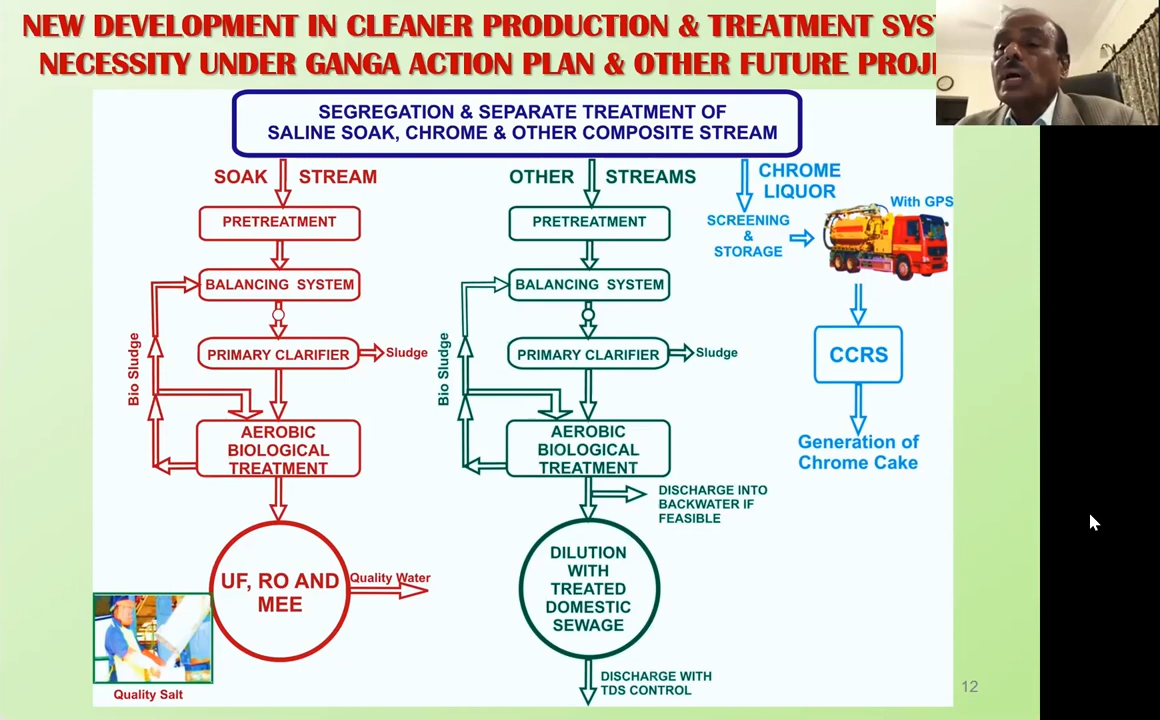 NEW DEVELOPMENT IN CLEANER PRODUCTION & TREATMENT
NECESSITY UNDER GANGA ACTION PLAN & OTHER FUTURE
SEGREGATION & SEPARATE TREATMENT OF
SALINE SOAK, CHROME & OTHER COMPOSITE STREAM
SOAK STREAM
PRETREATMENT
BALANCING SYSTEM
PRIMARY CLARIFIER
Sludge
Bio Sludge
AEROBIC
BIOLOGICAL
TREATMENT
UF, RO AND
MEE
Quality Water
Quality Salt
OTHER STREAMS
PRETREATMENT
BALANCING SYSTEM
PRIMARY CLARIFIER
Sludge
Bio Sludge
AEROBIC
BIOLOGICAL
TREATMENT
DISCHARGE INTO
BACKWATER IF
FEASIBLE
DILUTION
WITH
TREATED
DOMESTIC
SEWAGE
DISCHARGE WITH
TDS CONTROL
CHROME
LIQUOR
SCREENING
&
STORAGE
With GPS
CCRS
Generation of
Chrome Cake
12